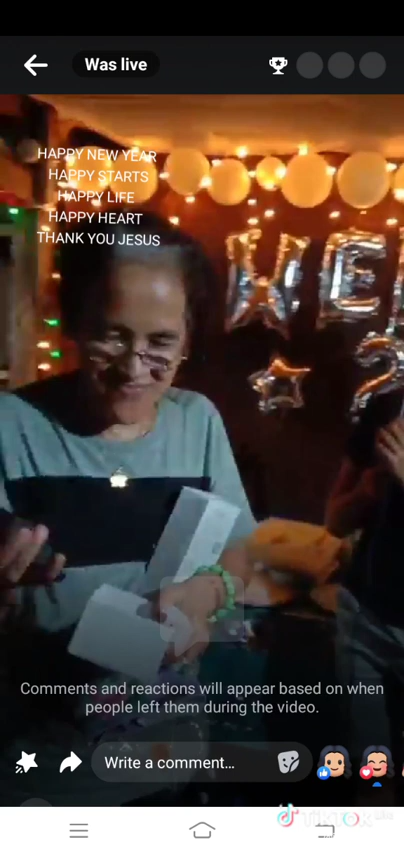 Was live
HAPPY NEW YEAR
HAPPY STARTS
HAPPY LIFE
HAPPY HEART
THANK YOU JESUS
Comments and reactions will appear based on when
people left them during the video.
Write a comment...
TikTok